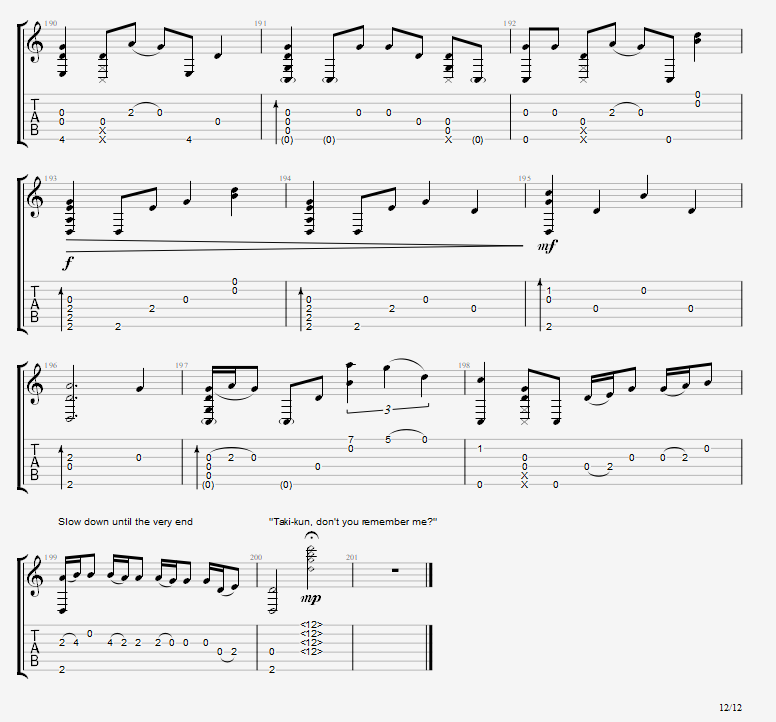 190 191 192
0
T 0
0 2 0 0 0 0 0 0 2 0
A 0 0 0 0 0 0 0
B X 0 0 X
4 X 4 (0) (0) X (0) 0 X 0
193 194 195
f mf
0
T 0 1 0
0 0 0 0 0
A 2 2 2 2 0 0 0
B 2 2
2 2 2 2 2
196 197 198
3
7 5 0
T 0 1 0
2 0 0 2 0 0 0 0 2
A 0 0 0 0 0 2
B 0 X
2 (0) (0) 0 X 0
Slow down until the very end "Taki-kun, don't you remember me?"
199 200 201
mp
<12>
T 0 <12>
2 4 4 2 2 2 0 0 0 <12>
A 0 2 0 <12>
B
2 2
12/12